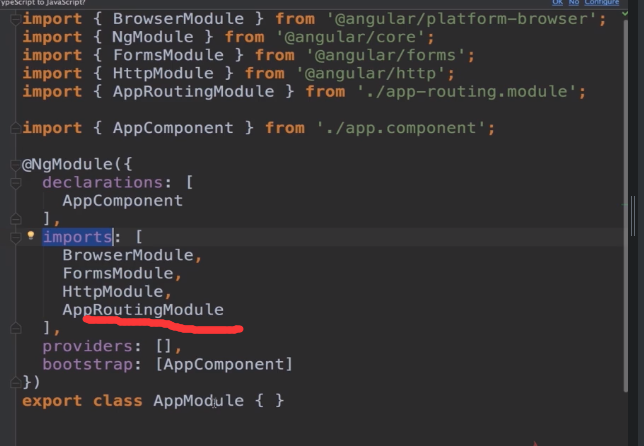 TypeScript to JavaScript?
OK No Configure
import { BrowserModule } from '@angular/platform-browser';
import { NgModule } from '@angular/core';
import { FormsModule } from '@angular/forms';
import { HttpModule } from '@angular/http';
import { AppRoutingModule } from './app-routing.module';
import { AppComponent } from './app.component';
@NgModule({
declarations: [
AppComponent
],
imports: [
BrowserModule,
FormsModule,
HttpModule,
AppRoutingModule
],
providers: [],
bootstrap: [AppComponent]
})
export class AppModule { }